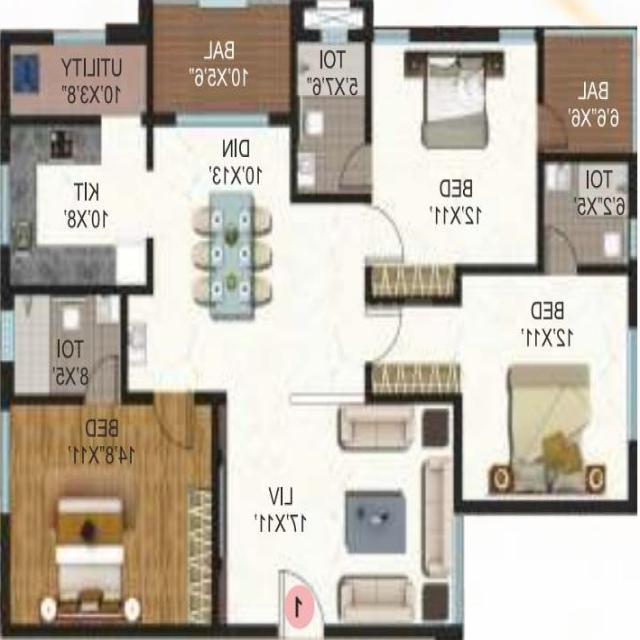 UTILITY
10'X3'8"
BAL
10'X5'6"
TOI
5'X7'6"
BAL
6'6"X6'
DIN
10'X13'
KIT
10'X8'
BED
12'X11'
TOI
6'2"X5'
BED
12'X11'
TOI
8'X5'
BED
14'8"X11'
LIV
17'X11'
1